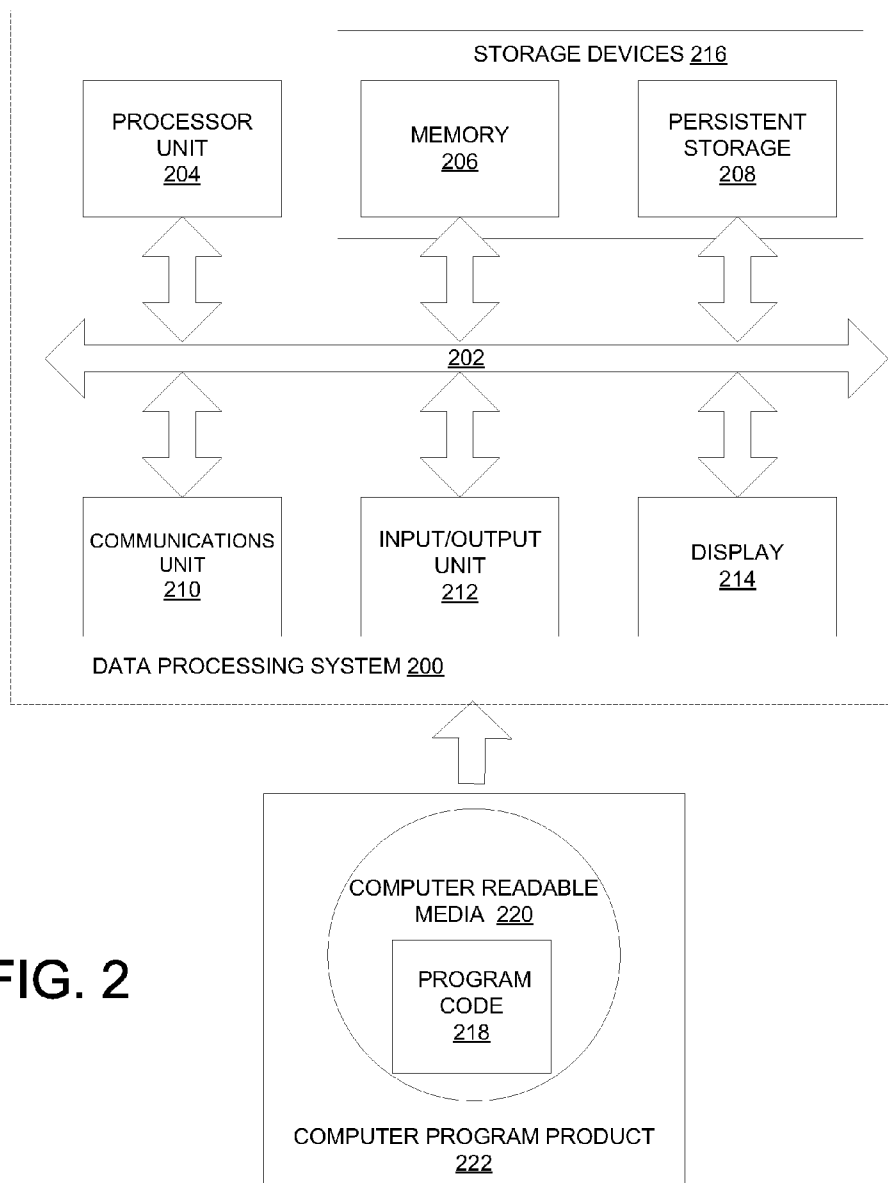 STORAGE DEVICES 216
PROCESSOR
UNIT
204
MEMORY
206
PERSISTENT
STORAGE
208
202
COMMUNICATIONS
UNIT
210
INPUT/OUTPUT
UNIT
212
DISPLAY
214
DATA PROCESSING SYSTEM 200
COMPUTER READABLE
MEDIA 220
PROGRAM
CODE
218
FIG. 2
COMPUTER PROGRAM PRODUCT
222